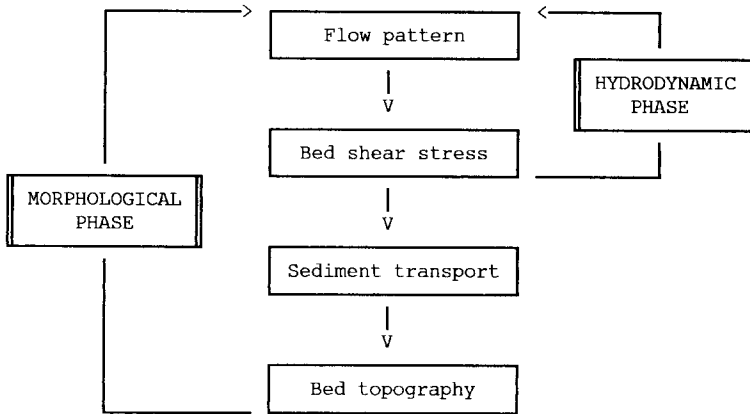 Flow pattern
HYDRODYNAMIC
PHASE
Bed shear stress
MORPHOLOGICAL
PHASE
Sediment transport
Bed topography